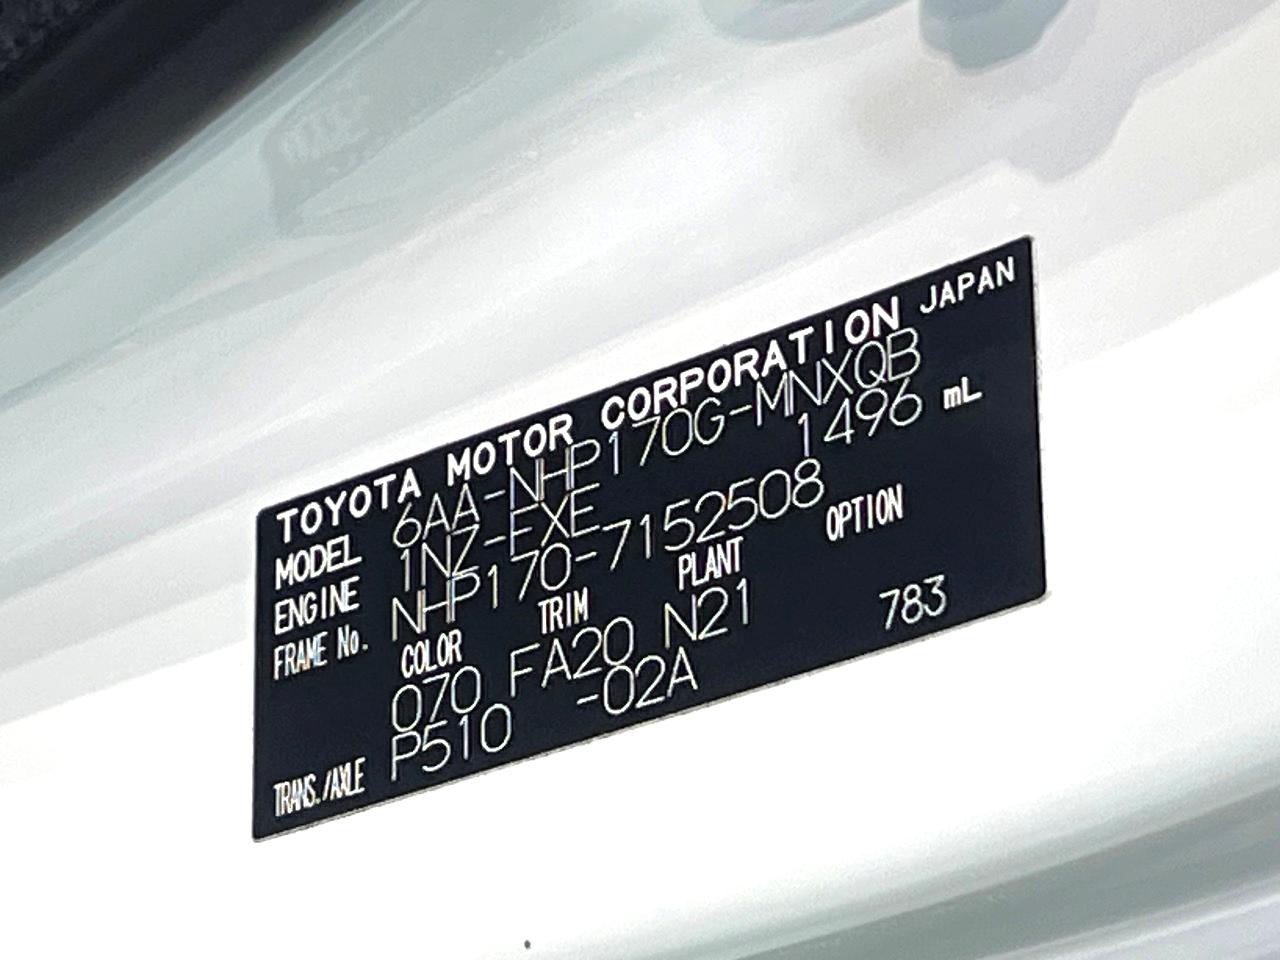 TOYOTA MOTOR CORPORATION JAPAN
MODEL 6AA-NHP170G-MNXQB
ENGINE 1NZ-FXE 1496 mL
FRAME No. NHP170-7152508
COLOR TRIM PLANT OPTION
070 FA20 N21 783
TRANS./AXLE P510 -02A